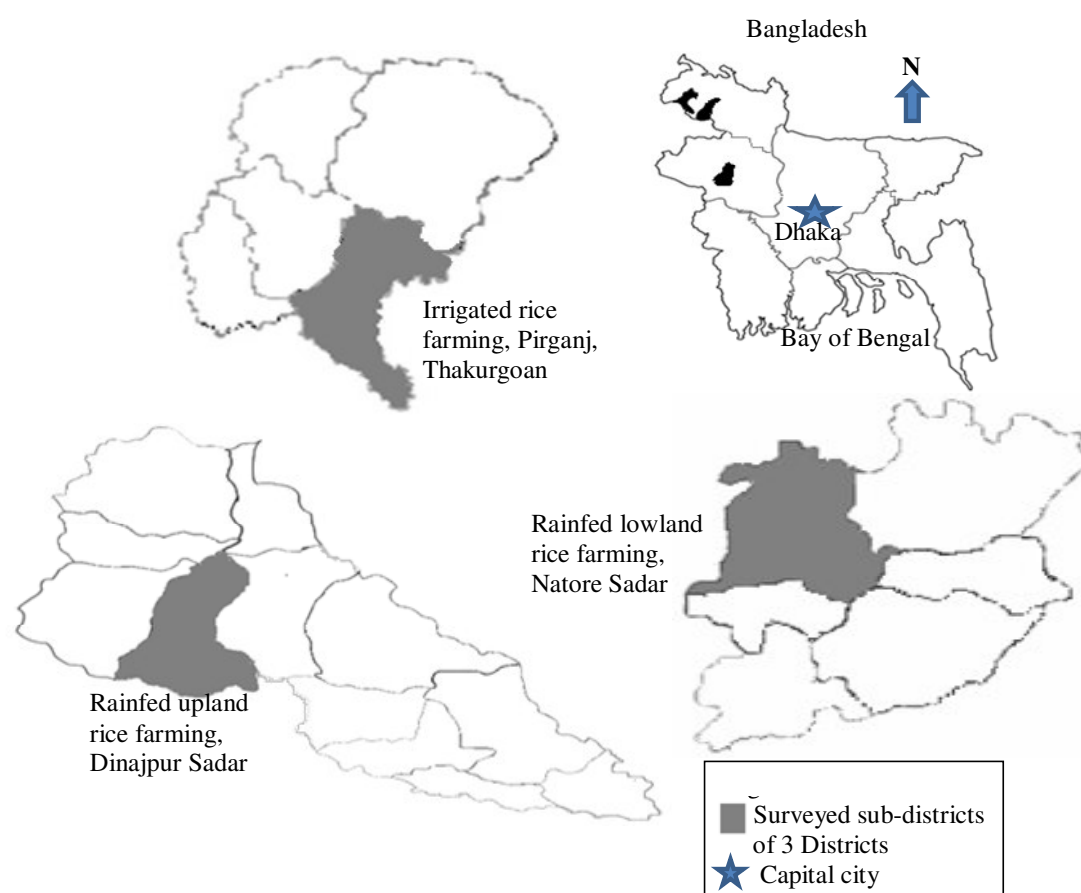 Bangladesh
N
Dhaka
Bay of Bengal
Irrigated rice
farming, Pirganj,
Thakurgoan
Rainfed lowland
rice farming,
Natore Sadar
Rainfed upland
rice farming,
Dinajpur Sadar
Surveyed sub-districts
of 3 Districts
Capital city